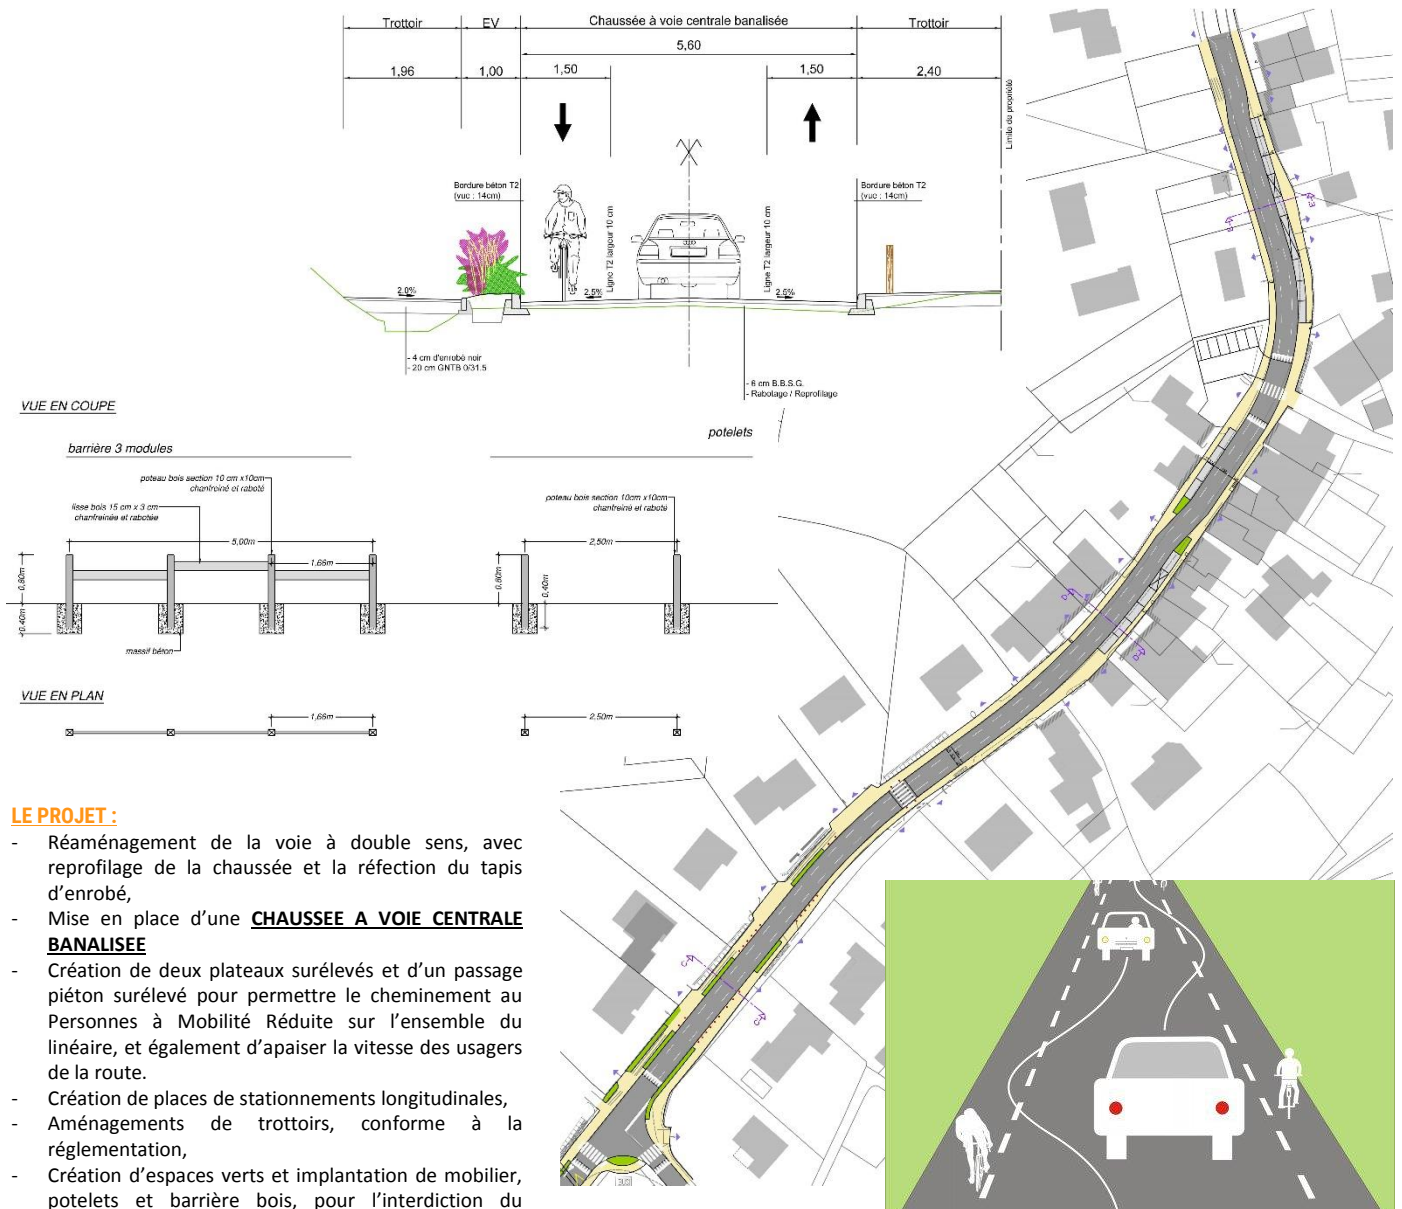 Trottoir EV Chaussée à voie centrale banalisée Trottoir
5,60
1,96 1,00 1,50 1,50 2,40
Limite de propriété
Bordure béton T2
(vue : 14cm)
Bordure béton T2
(vue : 14cm)
Ligne T2 largeur 10 cm
Ligne T2 largeur 10 cm
2.0% 2.5% 2.5%
- 4 cm d'enrobé noir
- 20 cm GNTB 0/31.5
- 6 cm B.B.S.G.
- Rabotage / Reprofilage
VUE EN COUPE
potelets
barrière 3 modules
poteau bois section 10 cm x10cm
chanfreiné et raboté
lisse bois 15 cm x 3 cm
chanfreinée et rabotée
poteau bois section 10cm x10cm
chanfreiné et raboté
5,00m
1,66m
2,50m
0,80m
0,40m
0,80m
0,40m
massif béton
VUE EN PLAN
1,66m
2,50m
D
D
C
C
BUS
LE PROJET :
- Réaménagement de la voie à double sens, avec
reprofilage de la chaussée et la réfection du tapis
d’enrobé,
- Mise en place d’une CHAUSSEE A VOIE CENTRALE
BANALISEE
- Création de deux plateaux surélevés et d’un passage
piéton surélevé pour permettre le cheminement au
Personnes à Mobilité Réduite sur l’ensemble du
linéaire, et également d’apaiser la vitesse des usagers
de la route.
- Création de places de stationnements longitudinales,
- Aménagements de trottoirs, conforme à la
réglementation,
- Création d’espaces verts et implantation de mobilier,
potelets et barrière bois, pour l’interdiction du